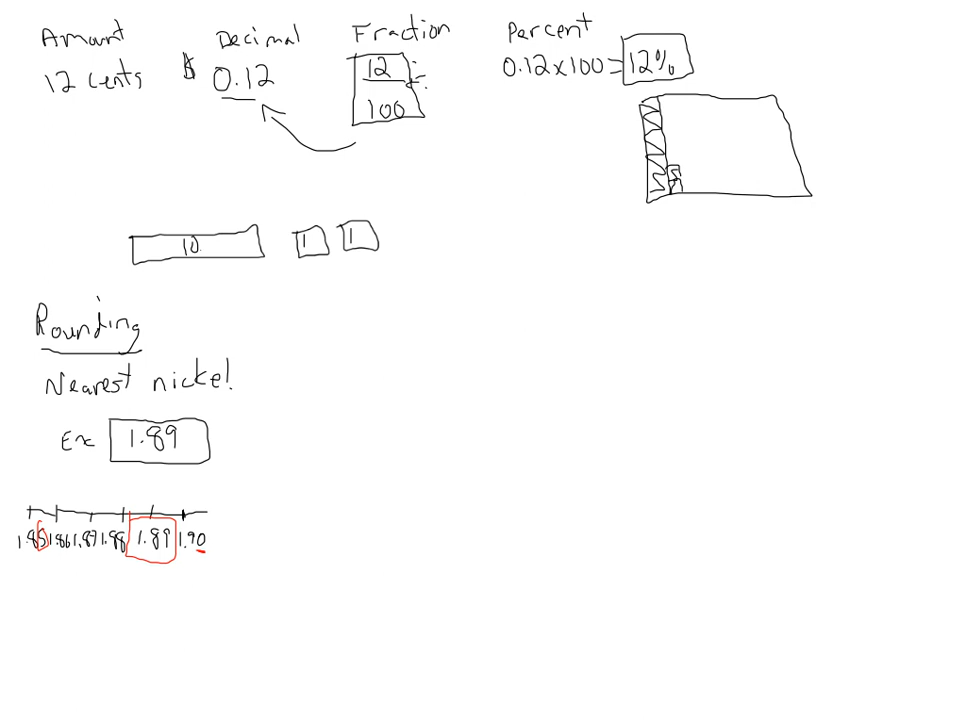 Amount Decimal Fraction Percent
12 cents $ 0.12 12 ÷ 100 0.12x100=12%
10 1 1
Rounding
Nearest nickel
Ex 1.89
1.85 1.86 1.87 1.88 1.89 1.90